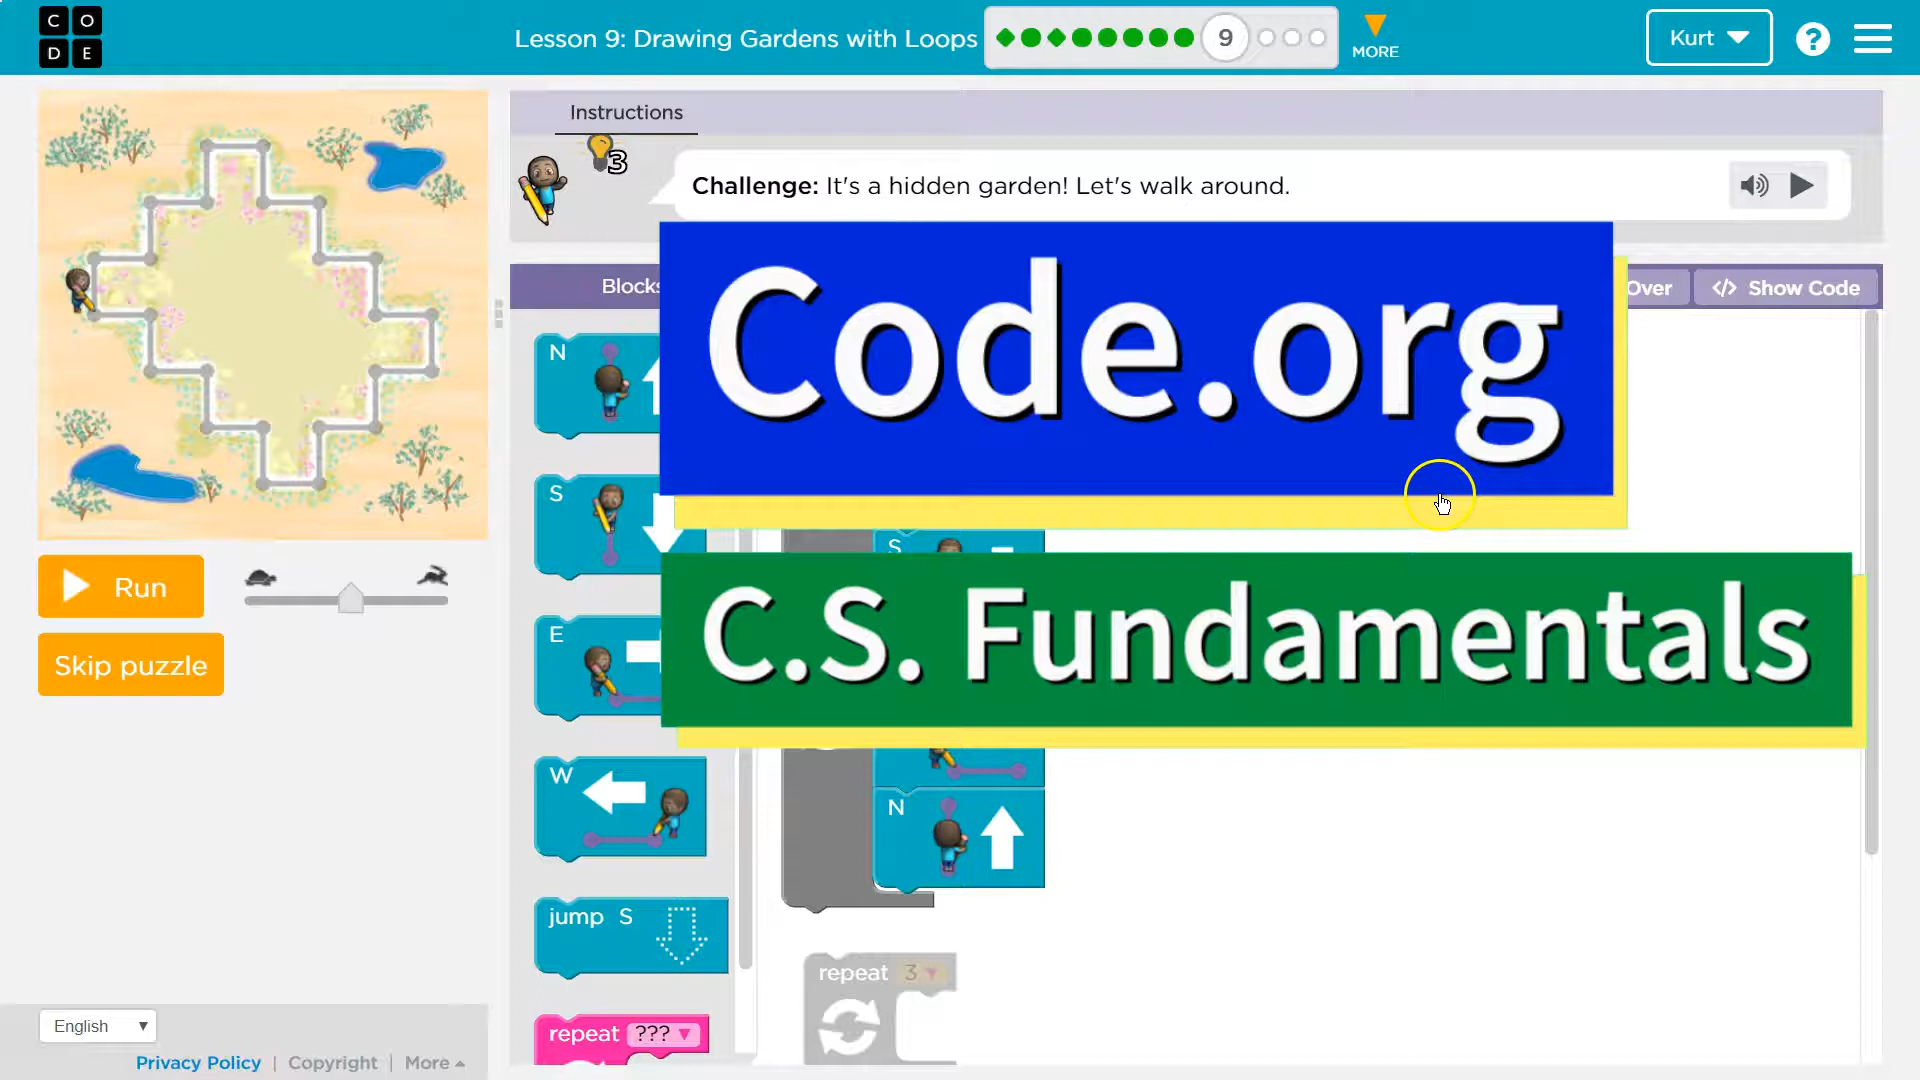 C O
D E
Lesson 9: Drawing Gardens with Loops
9
MORE
Kurt
?
Instructions
3
Challenge: It's a hidden garden! Let's walk around.
Blocks
Over
</> Show Code
Code.org
C.S. Fundamentals
N
S
E
W
jump S
repeat ???
S
N
repeat 3
Run
Skip puzzle
English
Privacy Policy | Copyright | More